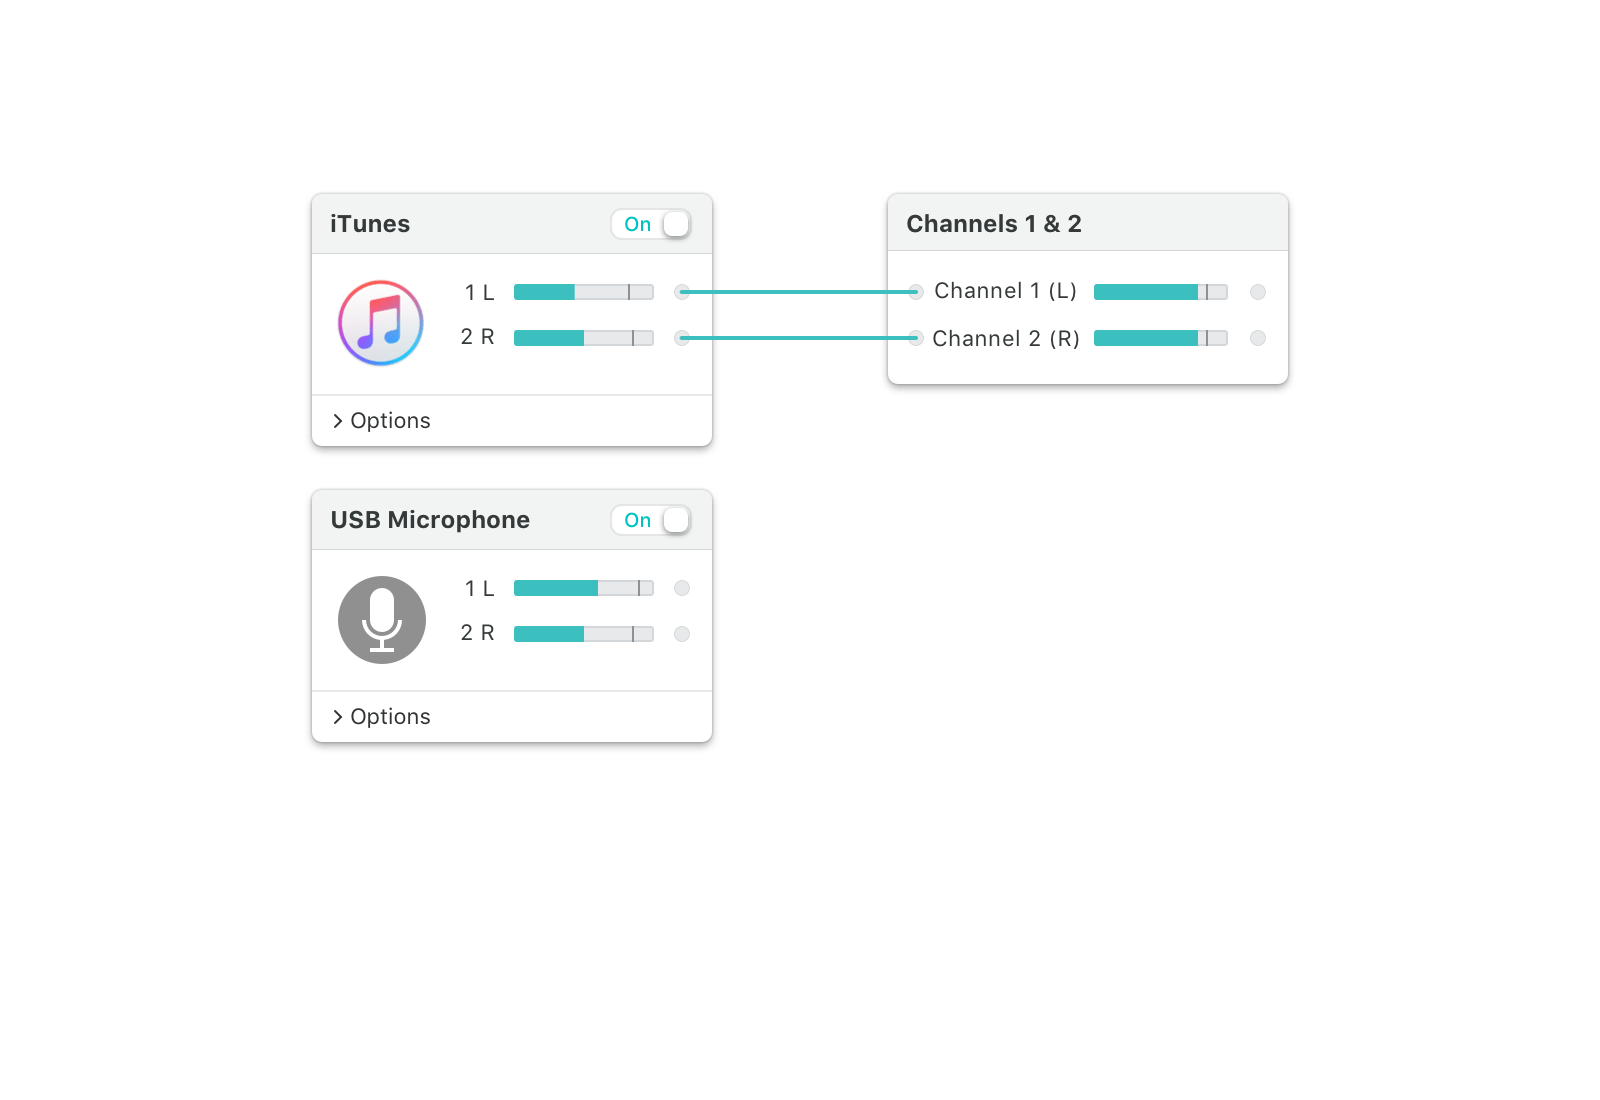 iTunes On
1 L
2 R
Options
Channels 1 & 2
Channel 1 (L)
Channel 2 (R)
USB Microphone On
1 L
2 R
Options